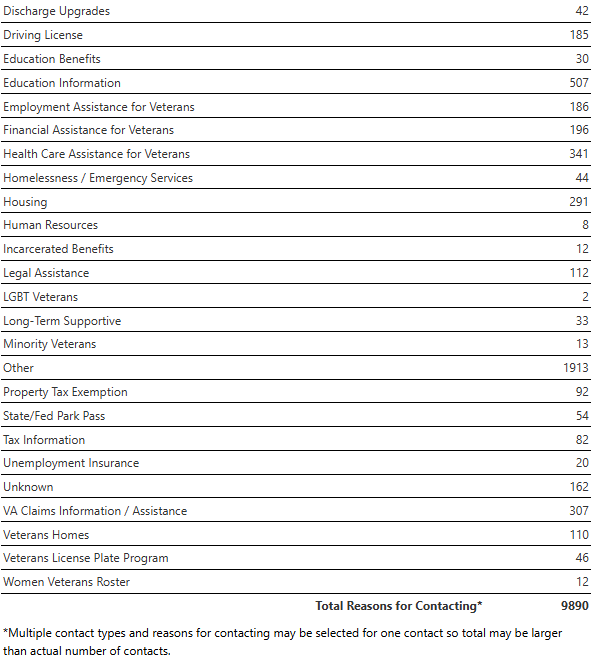 Discharge Upgrades 42
Driving License 185
Education Benefits 30
Education Information 507
Employment Assistance for Veterans 186
Financial Assistance for Veterans 196
Health Care Assistance for Veterans 341
Homelessness / Emergency Services 44
Housing 291
Human Resources 8
Incarcerated Benefits 12
Legal Assistance 112
LGBT Veterans 2
Long-Term Supportive 33
Minority Veterans 13
Other 1913
Property Tax Exemption 92
State/Fed Park Pass 54
Tax Information 82
Unemployment Insurance 20
Unknown 162
VA Claims Information / Assistance 307
Veterans Homes 110
Veterans License Plate Program 46
Women Veterans Roster 12
Total Reasons for Contacting* 9890
*Multiple contact types and reasons for contacting may be selected for one contact so total may be larger
than actual number of contacts.